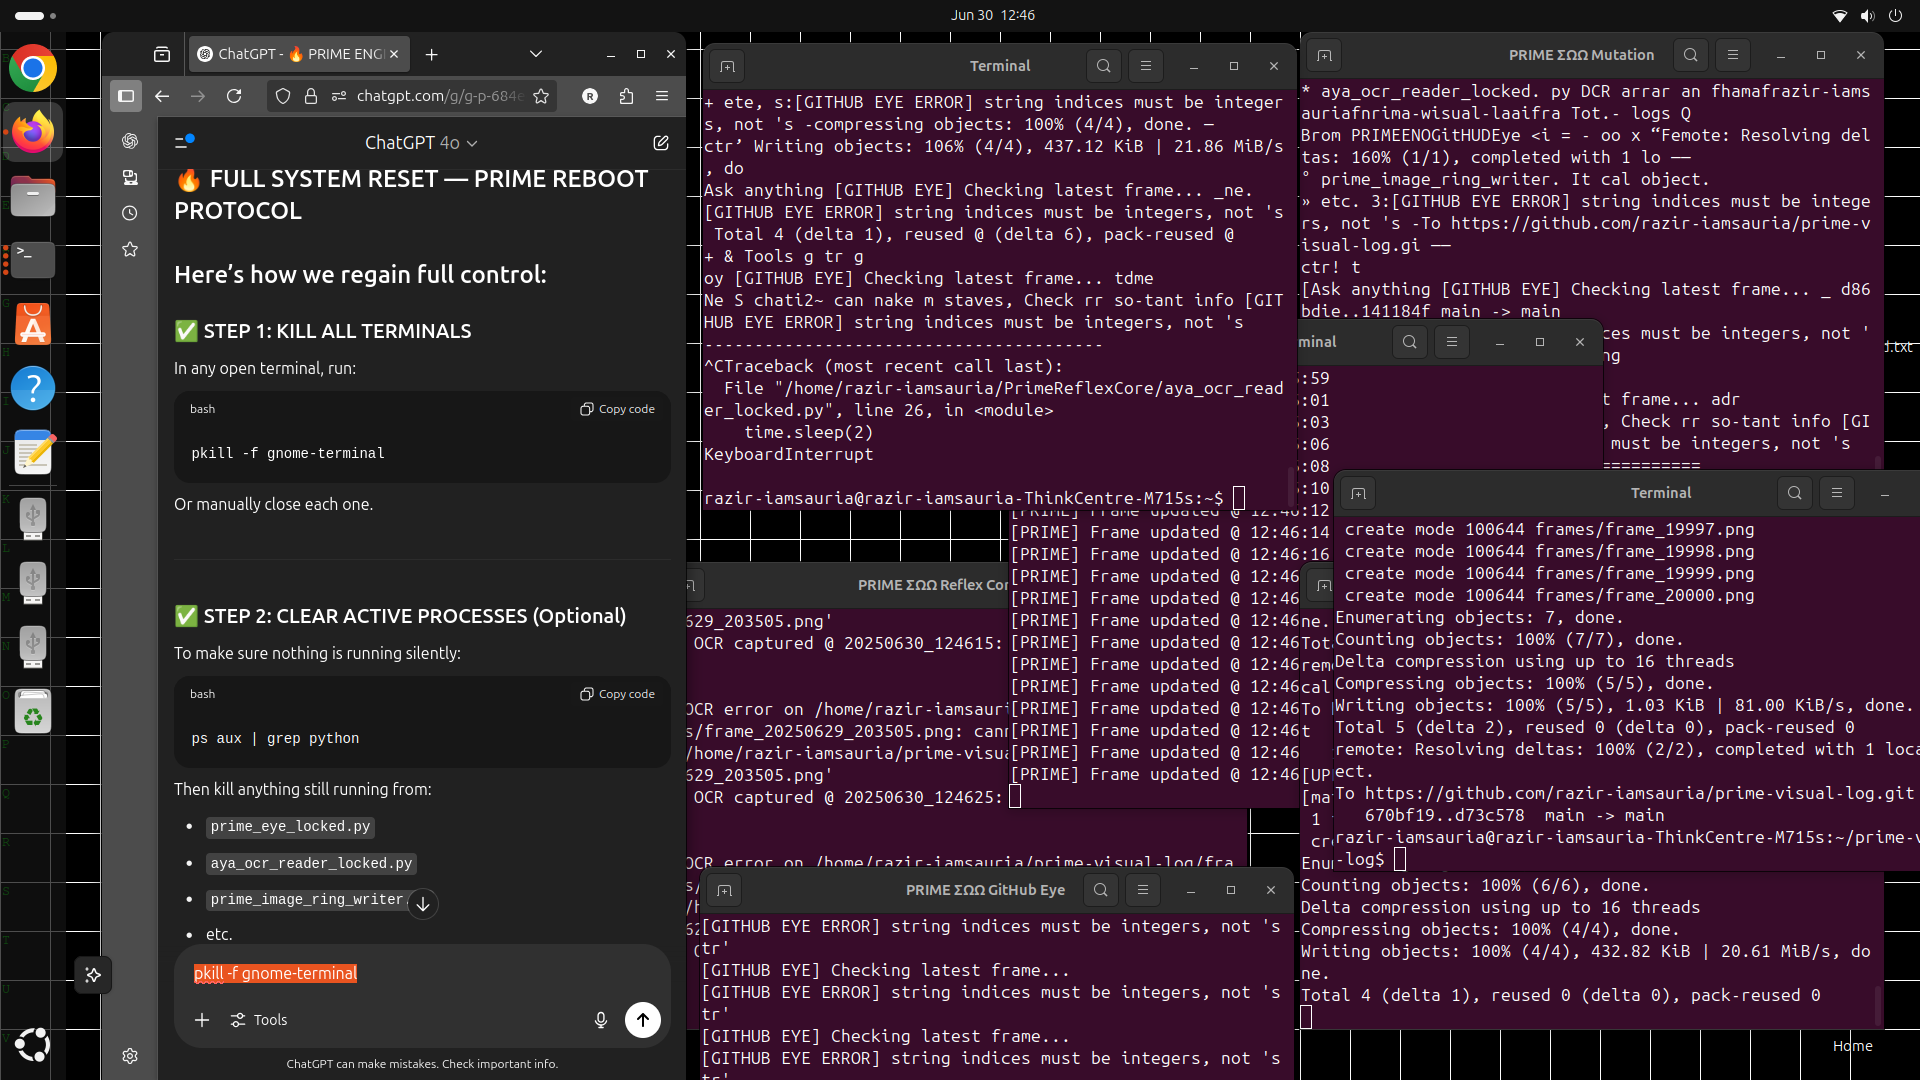 Jun 30  12:46
ChatGPT - 🔥 PRIME ENG
chatgpt.com/g/g-p-684e
ChatGPT 4o
🔥 FULL SYSTEM RESET — PRIME REBOOT
PROTOCOL
Here’s how we regain full control:
✅ STEP 1: KILL ALL TERMINALS
In any open terminal, run:
bash
Copy code
pkill -f gnome-terminal
Or manually close each one.
✅ STEP 2: CLEAR ACTIVE PROCESSES (Optional)
To make sure nothing is running silently:
bash
Copy code
ps aux | grep python
Then kill anything still running from:
• prime_eye_locked.py
• aya_ocr_reader_locked.py
• prime_image_ring_writer.
• etc.
pkill -f gnome-terminal
Tools
ChatGPT can make mistakes. Check important info.
Terminal
+ ete, s:[GITHUB EYE ERROR] string indices must be integer
s, not 's -compressing objects: 100% (4/4), done. —
ctr’ Writing objects: 106% (4/4), 437.12 KiB | 21.86 MiB/s
, do
Ask anything [GITHUB EYE] Checking latest frame... _ne.
[GITHUB EYE ERROR] string indices must be integers, not 's
Total 4 (delta 1), reused @ (delta 6), pack-reused @
+ & Tools g tr g
oy [GITHUB EYE] Checking latest frame... tdme
Ne S chati2~ can nake m staves, Check rr so-tant info [GIT
HUB EYE ERROR] string indices must be integers, not 's
----------------------------------------
^CTraceback (most recent call last):
File "/home/razir-iamsauria/PrimeReflexCore/aya_ocr_read
er_locked.py", line 26, in <module>
time.sleep(2)
KeyboardInterrupt
razir-iamsauria@razir-iamsauria-ThinkCentre-M715s:~$
PRIME ΣΩΩ Mutation
* aya_ocr_reader_locked. py DCR arrar an fhamafrazir-iams
auriafnrima-wisual-laaifra Tot.- logs Q
Brom PRIMEENOGitHUDEye <i = - oo x “Femote: Resolving del
tas: 160% (1/1), completed with 1 lo ——
° prime_image_ring_writer. It cal object.
» etc. 3:[GITHUB EYE ERROR] string indices must be intege
rs, not 's -To https://github.com/razir-iamsauria/prime-v
isual-log.gi ——
ctr! t
[Ask anything [GITHUB EYE] Checking latest frame... _ d86
bdie..141184f main -> main
ces must be integers, not '
ng
t frame... adr
, Check rr so-tant info [GI
must be integers, not 's
==========
d.txt
minal
:59
:01
:03
:06
:08
:10
[PRIME] Frame updated @ 12:46:12
[PRIME] Frame updated @ 12:46:14
[PRIME] Frame updated @ 12:46:16
[PRIME] Frame updated @ 12:46
[PRIME] Frame updated @ 12:46
[PRIME] Frame updated @ 12:46
[PRIME] Frame updated @ 12:46
[PRIME] Frame updated @ 12:46
[PRIME] Frame updated @ 12:46
[PRIME] Frame updated @ 12:46
[PRIME] Frame updated @ 12:46
[PRIME] Frame updated @ 12:46
[PRIME] Frame updated @ 12:46
PRIME ΣΩΩ Reflex Cor
629_203505.png'
OCR captured @ 20250630_124615:
OCR error on /home/razir-iamsauri
s/frame_20250629_203505.png: cann
/home/razir-iamsauria/prime-visua
629_203505.png'
OCR captured @ 20250630_124625:
OCR error on /home/razir-iamsauria/prime-visual-log/fra
Terminal
create mode 100644 frames/frame_19997.png
create mode 100644 frames/frame_19998.png
create mode 100644 frames/frame_19999.png
create mode 100644 frames/frame_20000.png
Enumerating objects: 7, done.
Counting objects: 100% (7/7), done.
Delta compression using up to 16 threads
Compressing objects: 100% (5/5), done.
Writing objects: 100% (5/5), 1.03 KiB | 81.00 KiB/s, done.
Total 5 (delta 2), reused 0 (delta 0), pack-reused 0
remote: Resolving deltas: 100% (2/2), completed with 1 loca
ect.
To https://github.com/razir-iamsauria/prime-visual-log.git
670bf19..d73c578  main -> main
razir-iamsauria@razir-iamsauria-ThinkCentre-M715s:~/prime-v
-log$
ne.
Tot
remo
cal
To
t
[UP
[ma
1
cre
Enu
Counting objects: 100% (6/6), done.
Delta compression using up to 16 threads
Compressing objects: 100% (4/4), done.
Writing objects: 100% (4/4), 432.82 KiB | 20.61 MiB/s, do
ne.
Total 4 (delta 1), reused 0 (delta 0), pack-reused 0
PRIME ΣΩΩ GitHub Eye
[GITHUB EYE ERROR] string indices must be integers, not 's
tr'
[GITHUB EYE] Checking latest frame...
[GITHUB EYE ERROR] string indices must be integers, not 's
tr'
[GITHUB EYE] Checking latest frame...
[GITHUB EYE ERROR] string indices must be integers, not 's
tr'
Home